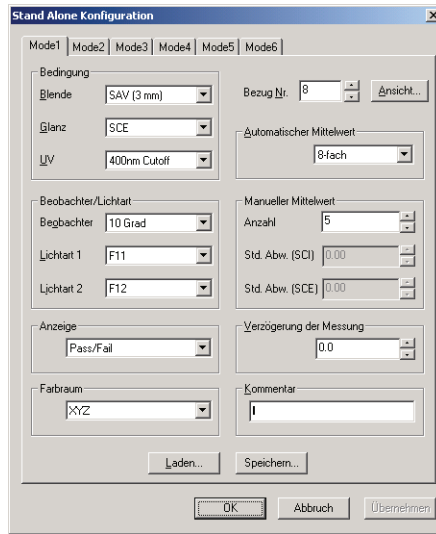 Stand Alone Konfiguration
Mode1 Mode2 Mode3 Mode4 Mode5 Mode6
Bedingung
Blende SAV (3 mm)
Glanz SCE
UV 400nm Cutoff
Bezug Nr. 8 Ansicht...
Automatischer Mittelwert
8-fach
Beobachter/Lichtart
Beobachter 10 Grad
Lichtart 1 F11
Lichtart 2 F12
Manueller Mittelwert
Anzahl 5
Std. Abw. (SCI) 0.00
Std. Abw. (SCE) 0.00
Anzeige
Pass/Fail
Verzögerung der Messung
0.0
Farbraum
XYZ
Kommentar
Laden... Speichern...
OK Abbruch Übernehmen